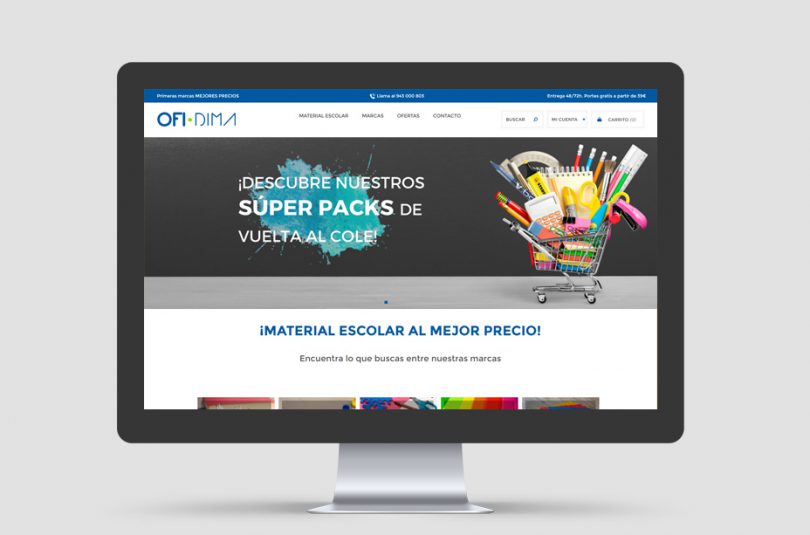 Primeras marcas MEJORES PRECIOS
Llama al 945 000 805
Entrega 48/72h. Portes gratis a partir de 39€
OFI·DIMA
MATERIAL ESCOLAR MARCAS OFERTAS CONTACTO
BUSCAR
MI CUENTA
CARRITO (0)
¡DESCUBRE NUESTROS
SÚPER PACKS DE
VUELTA AL COLE!
¡MATERIAL ESCOLAR AL MEJOR PRECIO!
Encuentra lo que buscas entre nuestras marcas